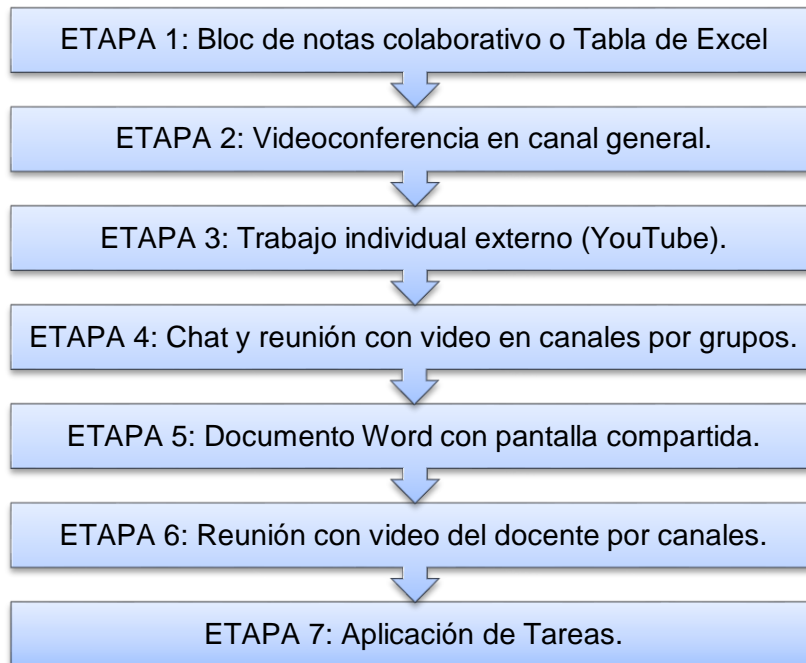 ETAPA 1: Bloc de notas colaborativo o Tabla de Excel
ETAPA 2: Videoconferencia en canal general.
ETAPA 3: Trabajo individual externo (YouTube).
ETAPA 4: Chat y reunión con video en canales por grupos.
ETAPA 5: Documento Word con pantalla compartida.
ETAPA 6: Reunión con video del docente por canales.
ETAPA 7: Aplicación de Tareas.